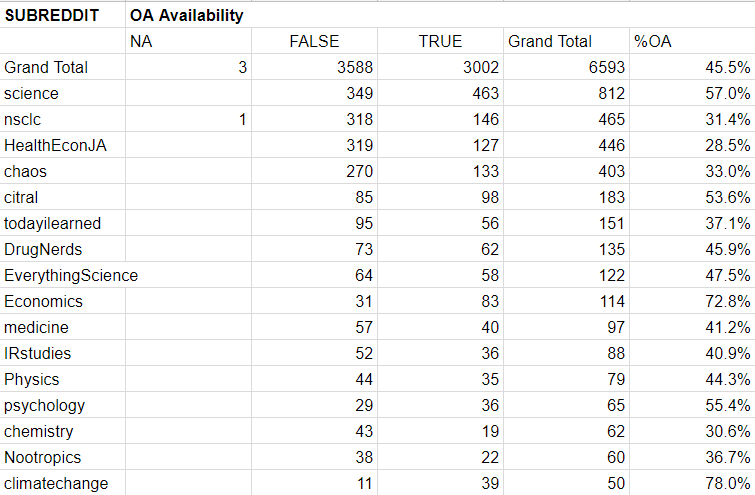 SUBREDDIT OA Availability
NA FALSE TRUE Grand Total %OA
Grand Total 3 3588 3002 6593 45.5%
science 349 463 812 57.0%
nsclc 1 318 146 465 31.4%
HealthEconJA 319 127 446 28.5%
chaos 270 133 403 33.0%
citral 85 98 183 53.6%
todayilearned 95 56 151 37.1%
DrugNerds 73 62 135 45.9%
EverythingScience 64 58 122 47.5%
Economics 31 83 114 72.8%
medicine 57 40 97 41.2%
IRstudies 52 36 88 40.9%
Physics 44 35 79 44.3%
psychology 29 36 65 55.4%
chemistry 43 19 62 30.6%
Nootropics 38 22 60 36.7%
climatechange 11 39 50 78.0%